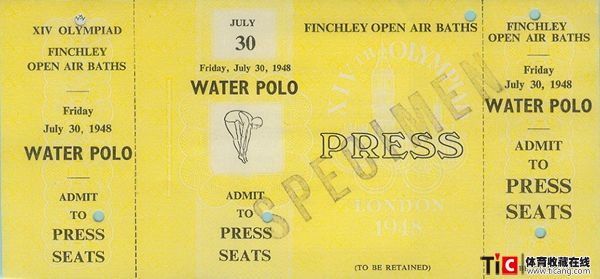 XIV OLYMPIAD
FINCHLEY
OPEN AIR BATHS
Friday
July 30, 1948
WATER POLO
ADMIT
TO
PRESS
SEATS
JULY
30
Friday, July 30, 1948
WATER POLO
ADMIT
TO
PRESS
SEATS
FINCHLEY OPEN AIR BATHS
XIVTH OLYMPIAD
PRESS
SPECIMEN
LONDON
1948
(TO BE RETAINED)
FINCHLEY
OPEN AIR BATHS
Friday
July 30, 1948
WATER POLO
ADMIT
TO
PRESS
SEATS
TiC 体育收藏在线
www.ticang.com